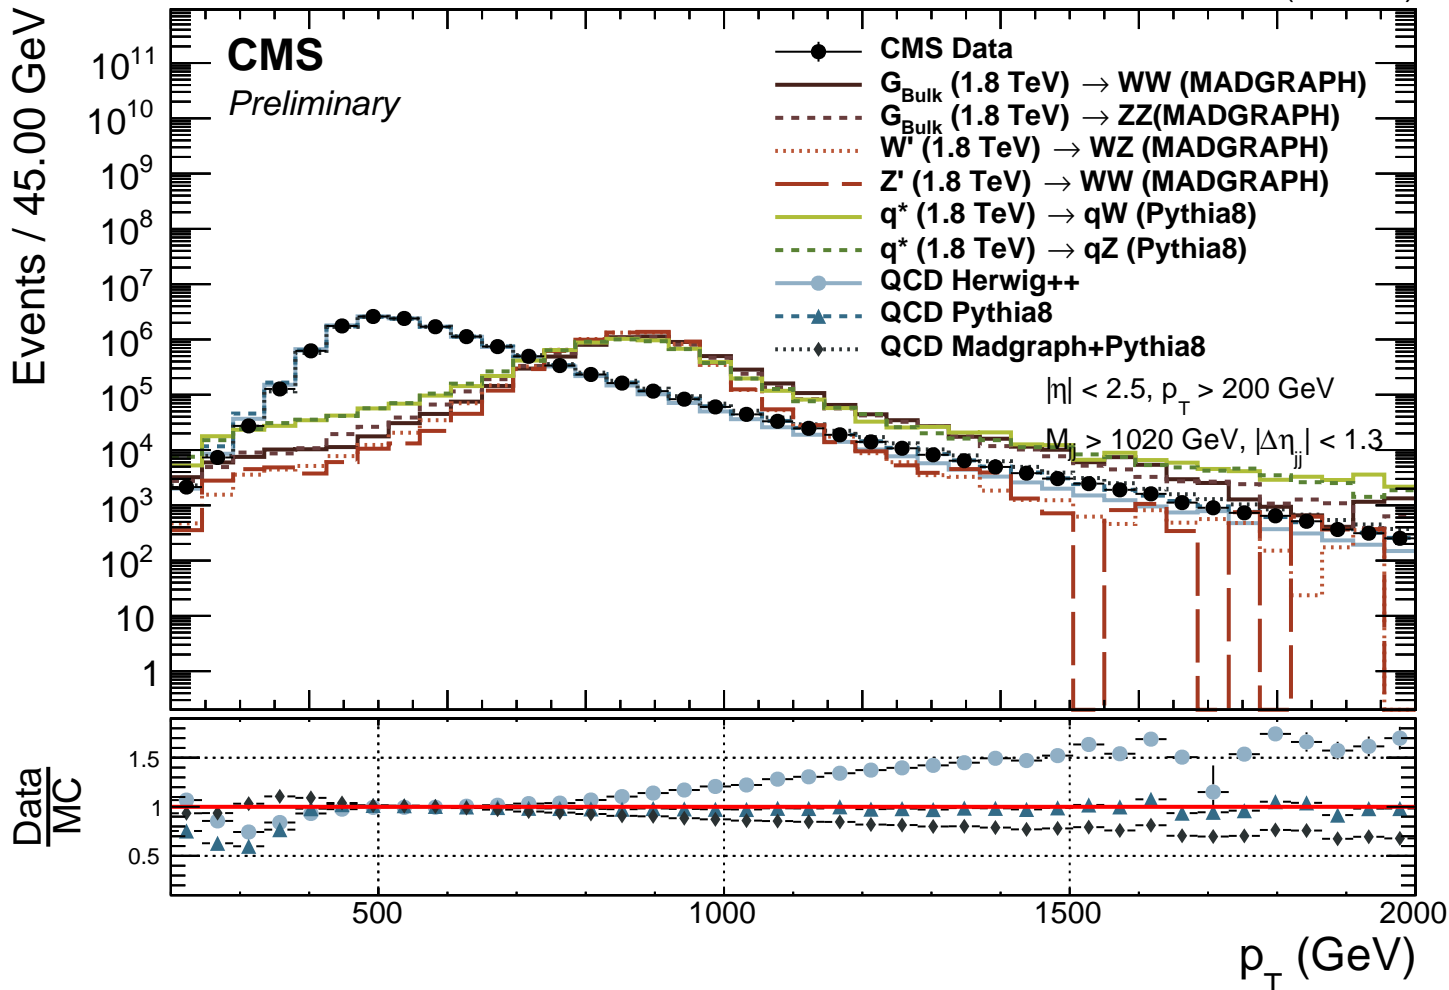 CMS
Preliminary
CMS Data
G_Bulk (1.8 TeV) → WW (MADGRAPH)
G_Bulk (1.8 TeV) → ZZ(MADGRAPH)
W' (1.8 TeV) → WZ (MADGRAPH)
Z' (1.8 TeV) → WW (MADGRAPH)
q* (1.8 TeV) → qW (Pythia8)
q* (1.8 TeV) → qZ (Pythia8)
QCD Herwig++
QCD Pythia8
QCD Madgraph+Pythia8
|η| < 2.5, p_T > 200 GeV
M_jj > 1020 GeV, |Δη_jj| < 1.3
Events / 45.00 GeV
10^11
10^10
10^9
10^8
10^7
10^6
10^5
10^4
10^3
10^2
10
1
Data
MC
1.5
1
0.5
500
1000
1500
2000
p_T (GeV)